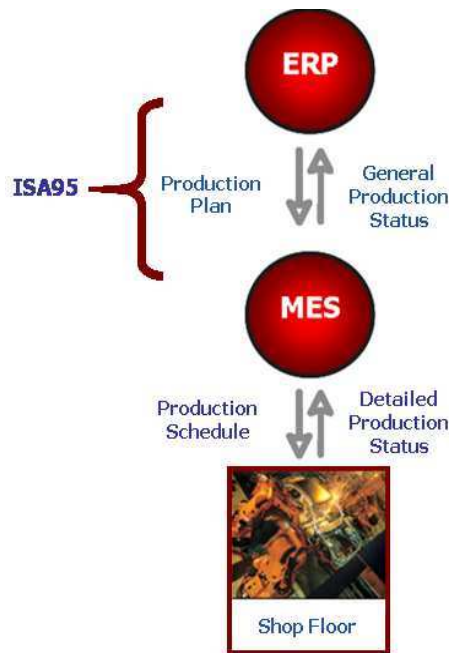 ERP
ISA95
Production
Plan
General
Production
Status
MES
Production
Schedule
Detailed
Production
Status
Shop Floor